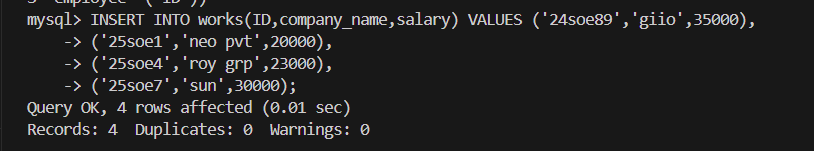 mysql> INSERT INTO works(ID,company_name,salary) VALUES ('24soe89','giio',35000),
    -> ('25soe1','neo pvt',20000),
    -> ('25soe4','roy grp',23000),
    -> ('25soe7','sun',30000);
Query OK, 4 rows affected (0.01 sec)
Records: 4  Duplicates: 0  Warnings: 0